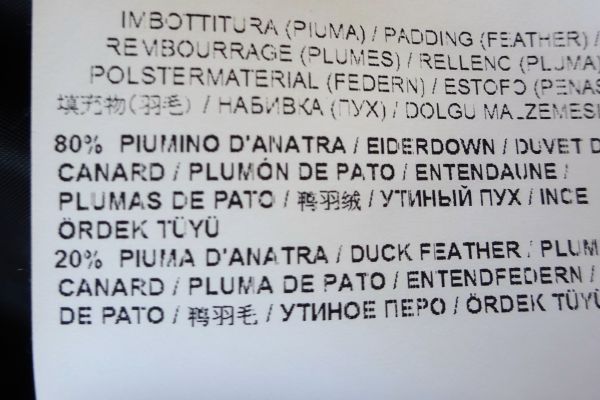 IMBOTTITURA (PIUMA) / PADDING (FEATHER) /
REMBOURRAGE (PLUMES) / RELLENO (PLUMA)
POLSTERMATERIAL (FEDERN) / ESTOFO (PENAS
填充物(羽毛) / НАБИВКА (ПУХ) / DOLGU MALZEMESI
80% PIUMINO D'ANATRA / EIDERDOWN / DUVET D
CANARD / PLUMÓN DE PATO / ENTENDAUNE /
PLUMAS DE PATO / 鸭羽绒 / УТИНЫЙ ПУХ / INCE
ÖRDEK TÜYÜ
20% PIUMA D'ANATRA / DUCK FEATHER / PLUM
CANARD / PLUMA DE PATO / ENTENDFEDERN /
DE PATO / 鸭羽毛 / УТИНОЕ ПЕРО / ÖRDEK TÜYÜ